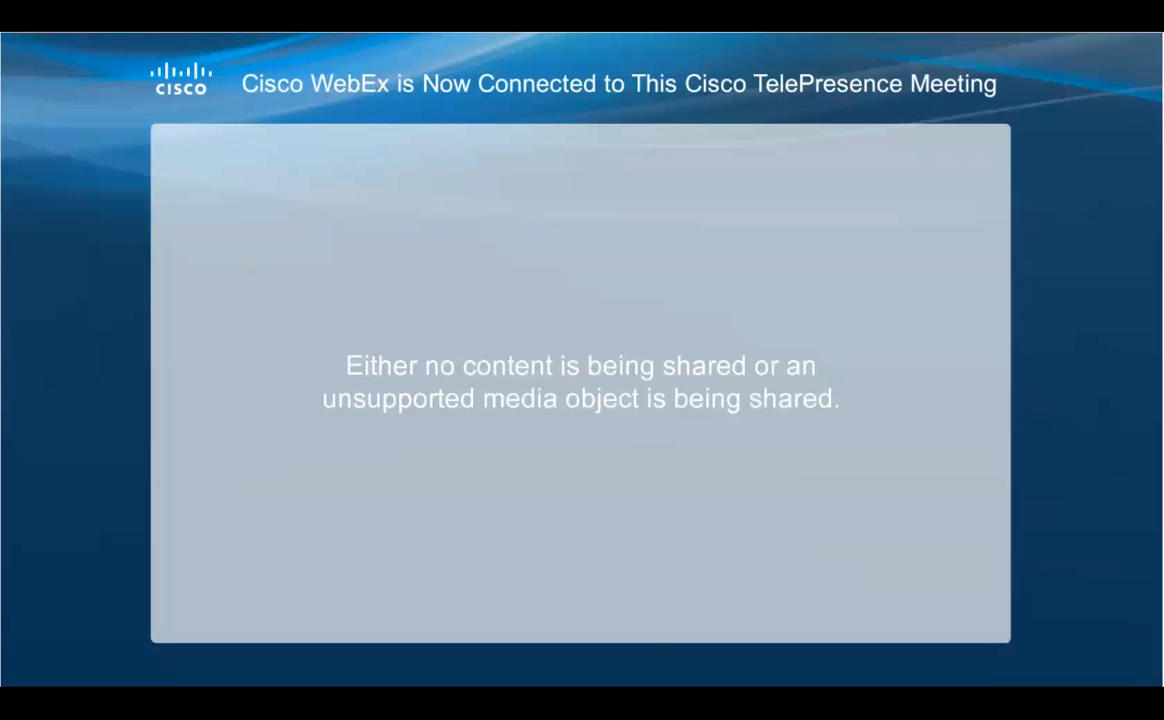 CISCO
Cisco WebEx is Now Connected to This Cisco TelePresence Meeting
Either no content is being shared or an
unsupported media object is being shared.